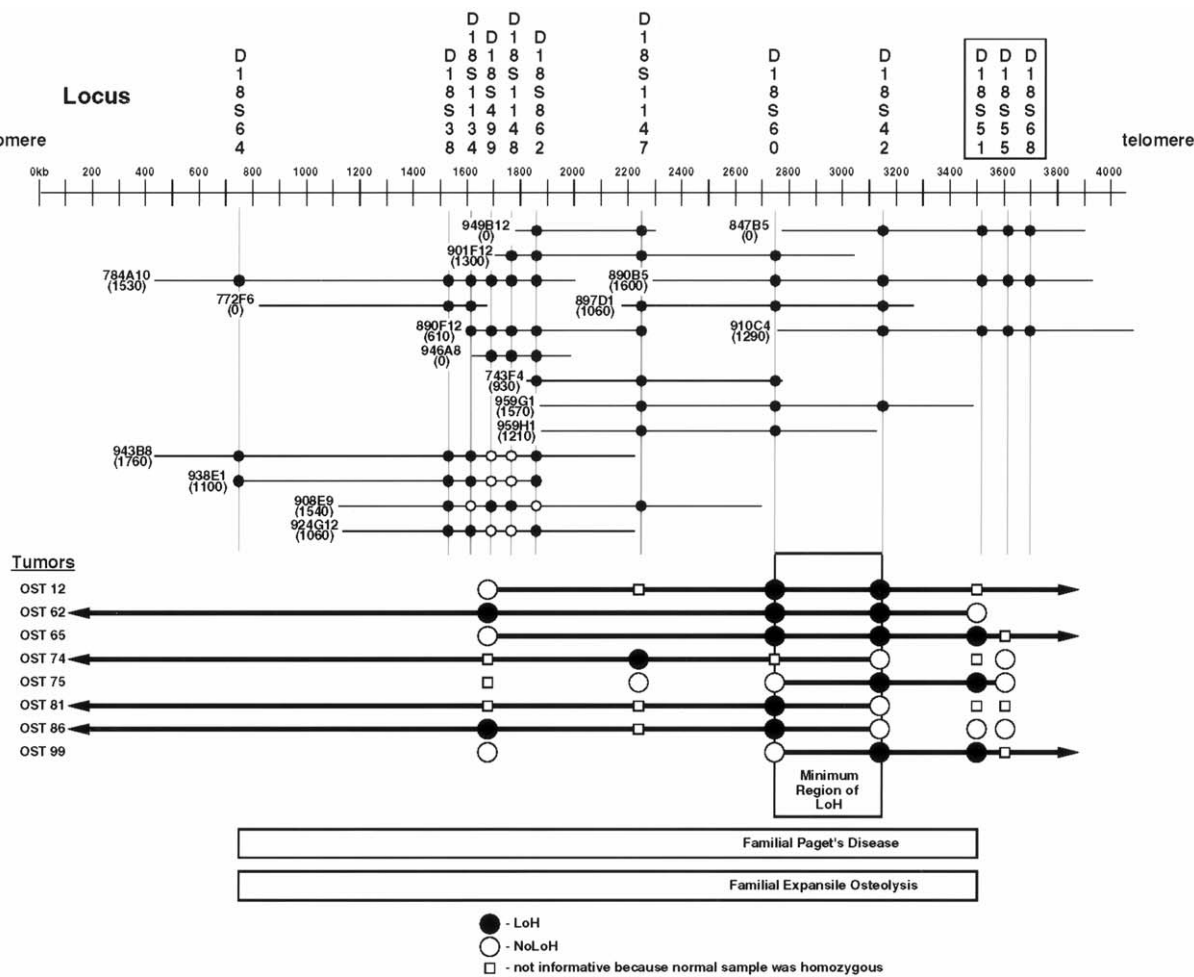 D18S64
D18S38
D18S1134
D18S499
D18S1148
D18S862
D18S1147
D18S60
D18S42
D18S51
D18S55
D18S68
Locus
omere
telomere
0kb 200 400 600 800 1000 1200 1400 1600 1800 2000 2200 2400 2600 2800 3000 3200 3400 3600 3800 4000
949B12
(0)
847B5
(0)
901F12
(1300)
784A10
(1530)
890B5
(1600)
772F6
(0)
897D1
(1060)
890F12
(610)
910C4
(1290)
946A8
(0)
743F4
(930)
959G1
(1570)
959H1
(1210)
943B8
(1760)
938E1
(1100)
908E9
(1540)
924G12
(1060)
Tumors
OST 12
OST 62
OST 65
OST 74
OST 75
OST 81
OST 86
OST 99
Minimum
Region of
LoH
Familial Paget's Disease
Familial Expansile Osteolysis
- LoH
- NoLoH
- not informative because normal sample was homozygous